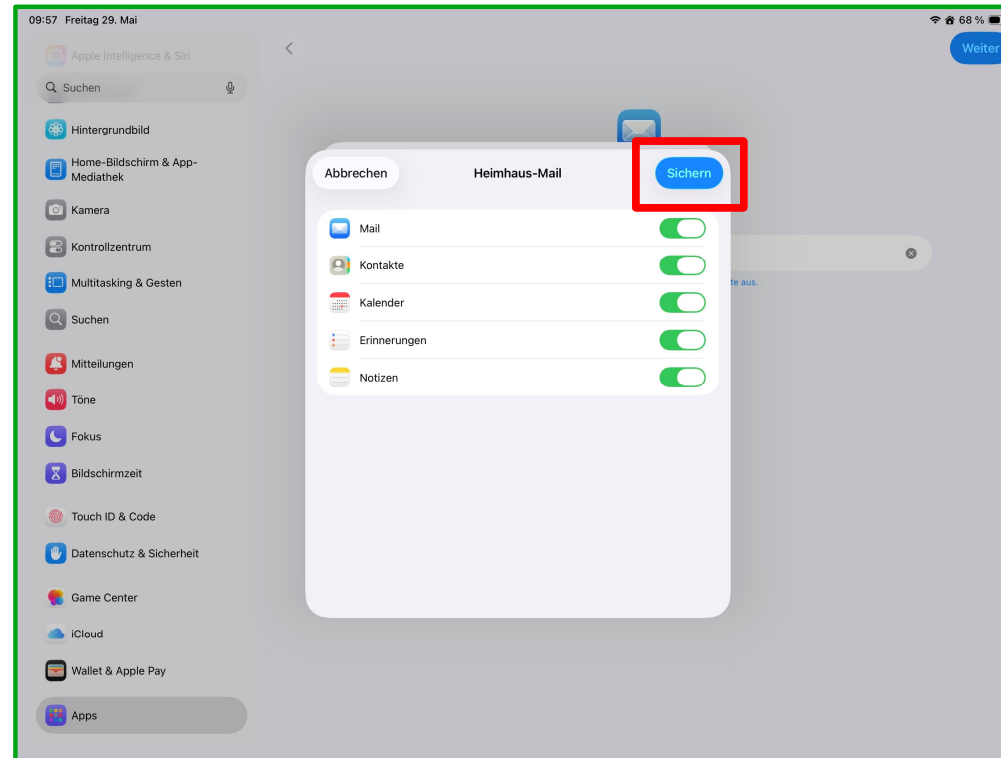 09:57 Freitag 29. Mai
68 %
Apple Intelligence & Siri
Weiter
Suchen
Hintergrundbild
Home-Bildschirm & App-
Mediathek
Kamera
Kontrollzentrum
Multitasking & Gesten
Suchen
Mitteilungen
Töne
Fokus
Bildschirmzeit
Touch ID & Code
Datenschutz & Sicherheit
Game Center
iCloud
Wallet & Apple Pay
Apps
Abbrechen
Heimhaus-Mail
Sichern
Mail
Kontakte
Kalender
Erinnerungen
Notizen
aus.